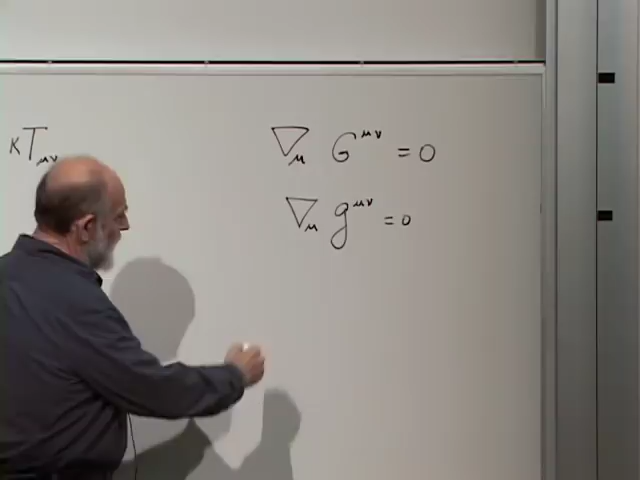 κT_μν
∇_μ G^μν = 0
∇_μ g^μν = 0